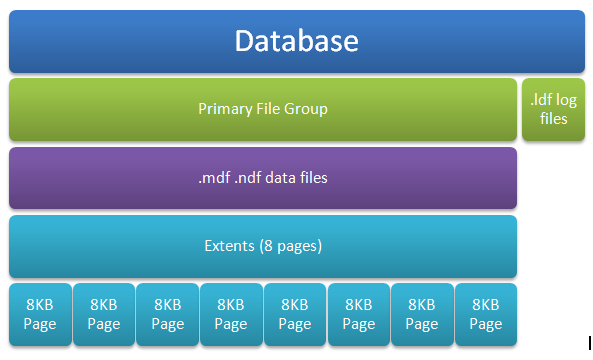 Database
Primary File Group
.ldf log
files
.mdf .ndf data files
Extents (8 pages)
8KB 8KB 8KB 8KB 8KB 8KB 8KB 8KB
Page Page Page Page Page Page Page Page